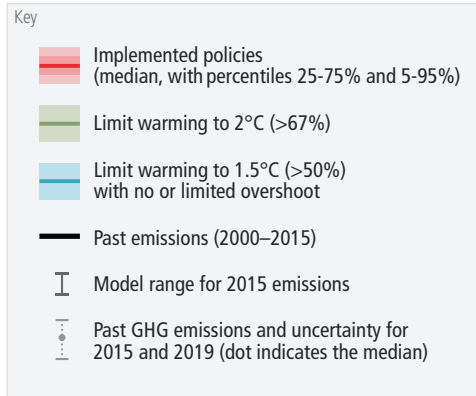 Key
Implemented policies
(median, with percentiles 25-75% and 5-95%)
Limit warming to 2°C (>67%)
Limit warming to 1.5°C (>50%)
with no or limited overshoot
Past emissions (2000–2015)
Model range for 2015 emissions
Past GHG emissions and uncertainty for
2015 and 2019 (dot indicates the median)